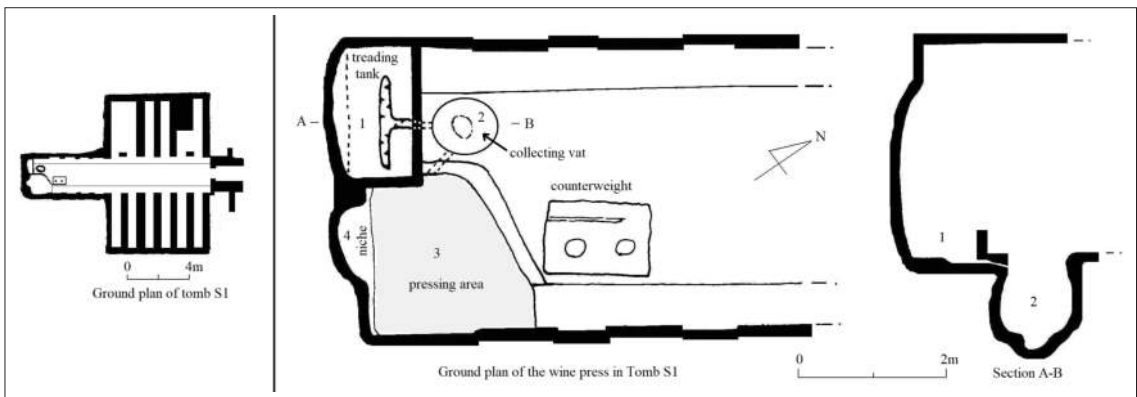 0 4m
Ground plan of tomb S1
treading
tank
A
1
2
B
collecting vat
N
counterweight
4
niche
3
pressing area
0 2m
Ground plan of the wine press in Tomb S1
1
2
Section A-B